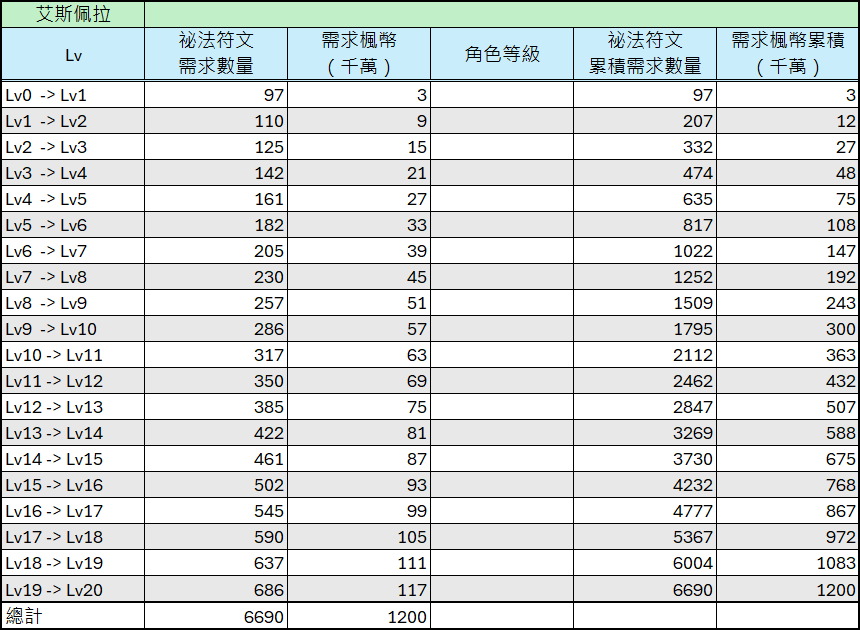 艾斯佩拉
Lv 祕法符文 需求數量 需求楓幣 (千萬) 角色等級 祕法符文 累積需求數量 需求楓幣累積 (千萬)
Lv0 -> Lv1 97 3 97 3
Lv1 -> Lv2 110 9 207 12
Lv2 -> Lv3 125 15 332 27
Lv3 -> Lv4 142 21 474 48
Lv4 -> Lv5 161 27 635 75
Lv5 -> Lv6 182 33 817 108
Lv6 -> Lv7 205 39 1022 147
Lv7 -> Lv8 230 45 1252 192
Lv8 -> Lv9 257 51 1509 243
Lv9 -> Lv10 286 57 1795 300
Lv10 -> Lv11 317 63 2112 363
Lv11 -> Lv12 350 69 2462 432
Lv12 -> Lv13 385 75 2847 507
Lv13 -> Lv14 422 81 3269 588
Lv14 -> Lv15 461 87 3730 675
Lv15 -> Lv16 502 93 4232 768
Lv16 -> Lv17 545 99 4777 867
Lv17 -> Lv18 590 105 5367 972
Lv18 -> Lv19 637 111 6004 1083
Lv19 -> Lv20 686 117 6690 1200
總計 6690 1200